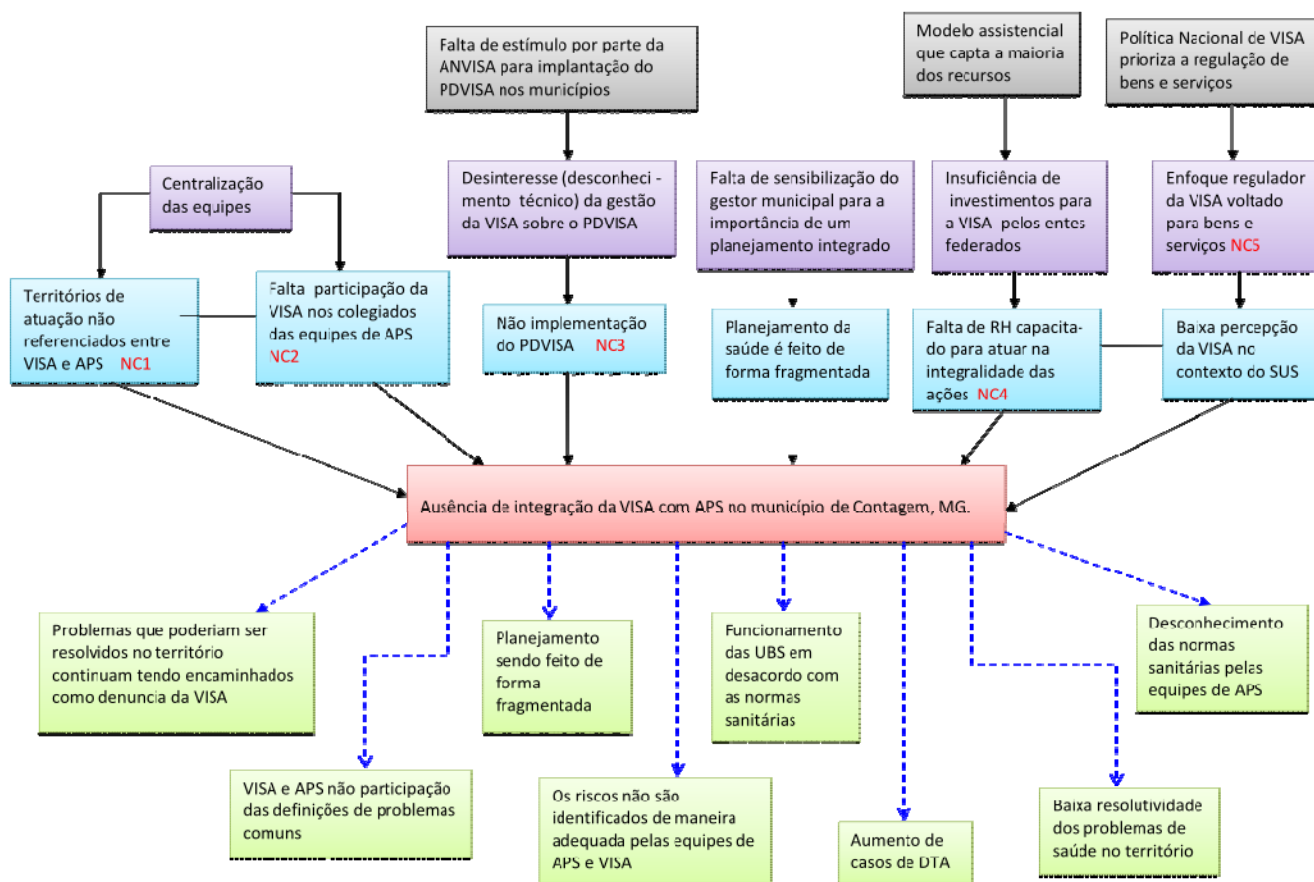 Falta de estímulo por parte da
ANVISA para implantação do
PDVISA nos municípios
Modelo assistencial
que capta a maioria
dos recursos
Política Nacional de VISA
prioriza a regulação de
bens e serviços
Centralização
das equipes
Desinteresse (desconheci -
mento técnico) da gestão
da VISA sobre o PDVISA
Falta de sensibilização do
gestor municipal para a
importância de um
planejamento integrado
Insuficiência de
investimentos para
a VISA pelos entes
federados
Enfoque regulador
da VISA voltado
para bens e
serviços NC5
Territórios de
atuação não
referenciados entre
VISA e APS NC1
Falta participação da
VISA nos colegiados
das equipes de APS
NC2
Não implementação
do PDVISA NC3
Planejamento da
saúde é feito de
forma fragmentada
Falta de RH capacita-
do para atuar na
integralidade das
ações NC4
Baixa percepção
da VISA no
contexto do SUS
Ausência de integração da VISA com APS no município de Contagem, MG.
Problemas que poderiam ser
resolvidos no território
continuam tendo encaminhados
como denuncia da VISA
Planejamento
sendo feito de
forma
fragmentada
Funcionamento
das UBS em
desacordo com
as normas
sanitárias
Desconhecimento
das normas
sanitárias pelas
equipes de APS
VISA e APS não participação
das definições de problemas
comuns
Os riscos não são
identificados de maneira
adequada pelas equipes de
APS e VISA
Aumento de
casos de DTA
Baixa resolutividade
dos problemas de
saúde no território